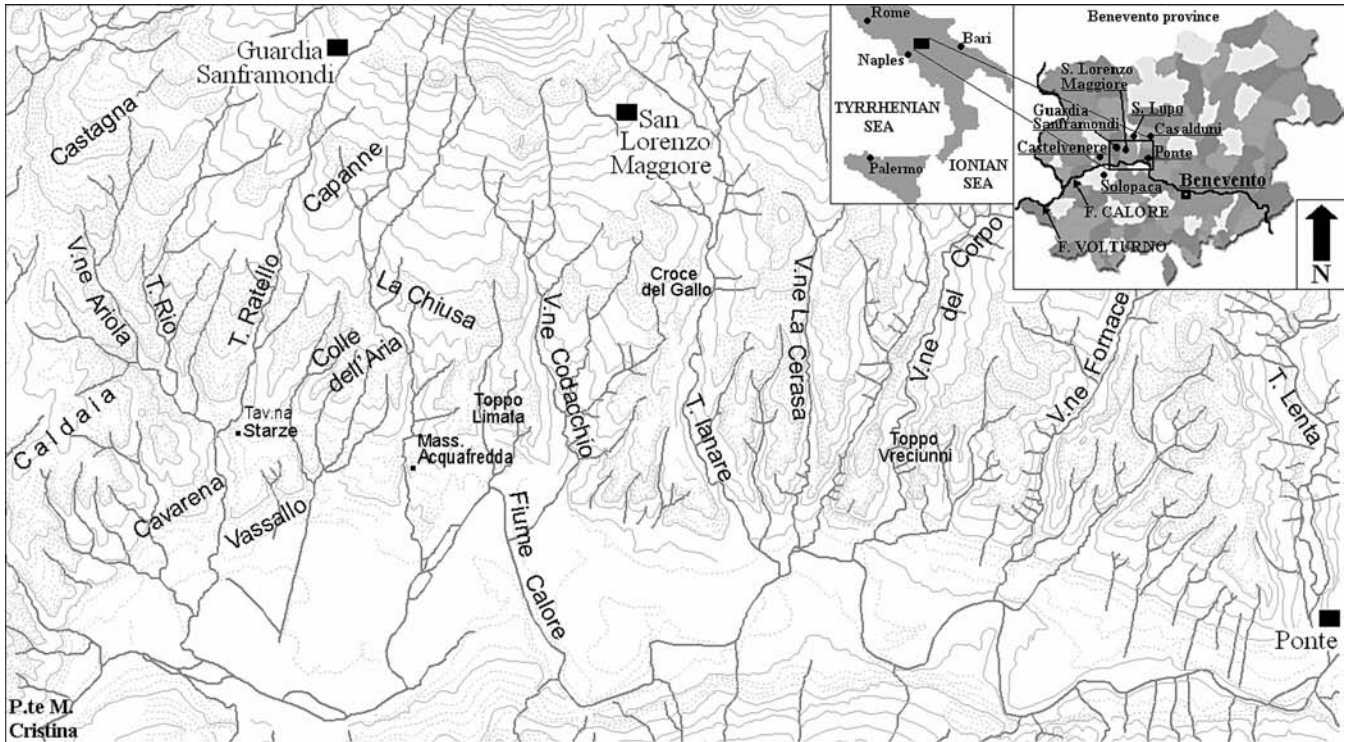 Guardia
Sanframondi
Castagna
Capanne
San
Lorenzo
Maggiore
V.ne Ariola
T. Rio
T. Ratello
La Chiusa
Colle
dell'Aria
Croce
del Gallo
V.ne La Cerasa
V.ne del Corpo
V.ne Codacchio
V.ne Fornace
T. Lenta
Caldaia
Tav.na
Starze
Toppo
Limata
Mass.
Acquafredda
T. Ianare
Toppo
Vreciunni
Cavarena
Vassallo
Fiume Calore
Ponte
P.te M.
Cristina
Rome
Bari
Naples
TYRRHENIAN
SEA
IONIAN
SEA
Palermo
Benevento province
S. Lorenzo
Maggiore
S. Lupo
Guardia
Sanframondi
Casalduni
Castelvenere
Ponte
Solopaca
Benevento
F. CALORE
F. VOLTURNO
N